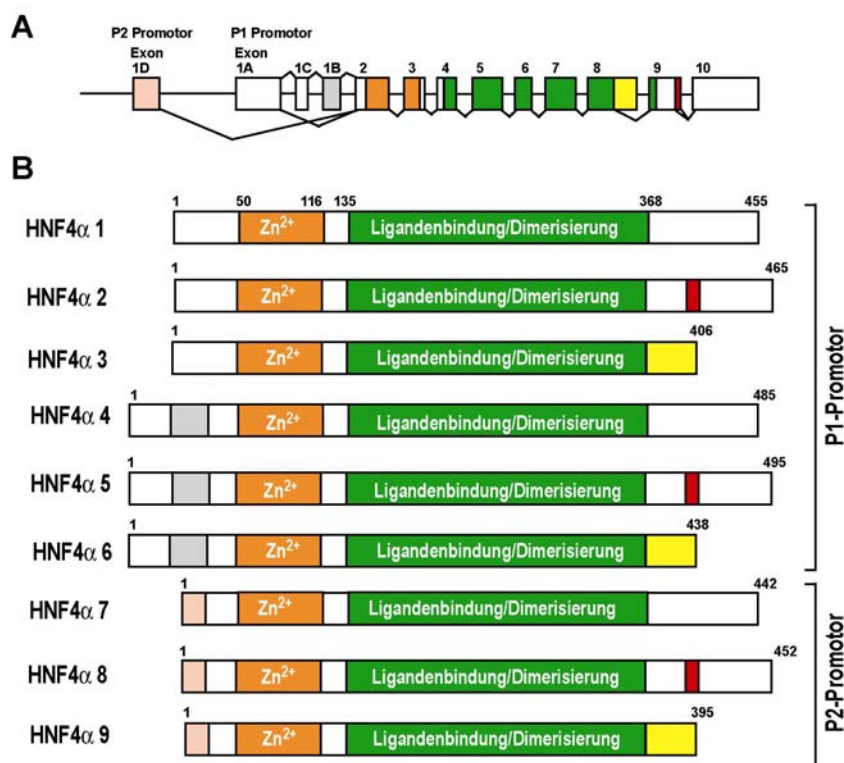 A
P2 Promotor P1 Promotor
Exon Exon
1D 1A 1C 1B 2 3 4 5 6 7 8 9 10
B
1 50 116 135 368 455
HNF4α 1 Zn²⁺ Ligandenbindung/Dimerisierung
1 465
HNF4α 2 Zn²⁺ Ligandenbindung/Dimerisierung
1 406
HNF4α 3 Zn²⁺ Ligandenbindung/Dimerisierung
1 485
HNF4α 4 Zn²⁺ Ligandenbindung/Dimerisierung
1 495
HNF4α 5 Zn²⁺ Ligandenbindung/Dimerisierung
1 438
HNF4α 6 Zn²⁺ Ligandenbindung/Dimerisierung
P1-Promotor
1 442
HNF4α 7 Zn²⁺ Ligandenbindung/Dimerisierung
1 452
HNF4α 8 Zn²⁺ Ligandenbindung/Dimerisierung
1 395
HNF4α 9 Zn²⁺ Ligandenbindung/Dimerisierung
P2-Promotor